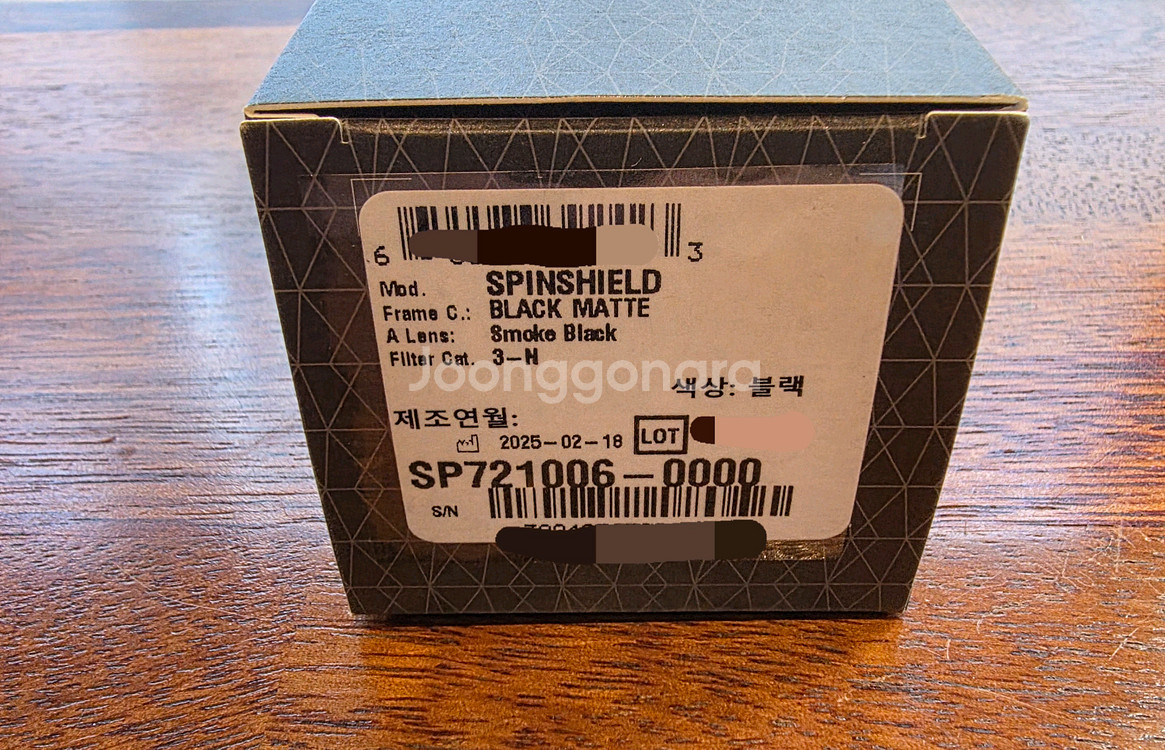 6 3
Mod. SPINSHIELD
Frame C.: BLACK MATTE
A Lens: Smoke Black
Filter Cat. 3-N
Joonggonara
색상: 블랙
제조연월:
2025-02-18 LOT
SP721006-0000
S/N